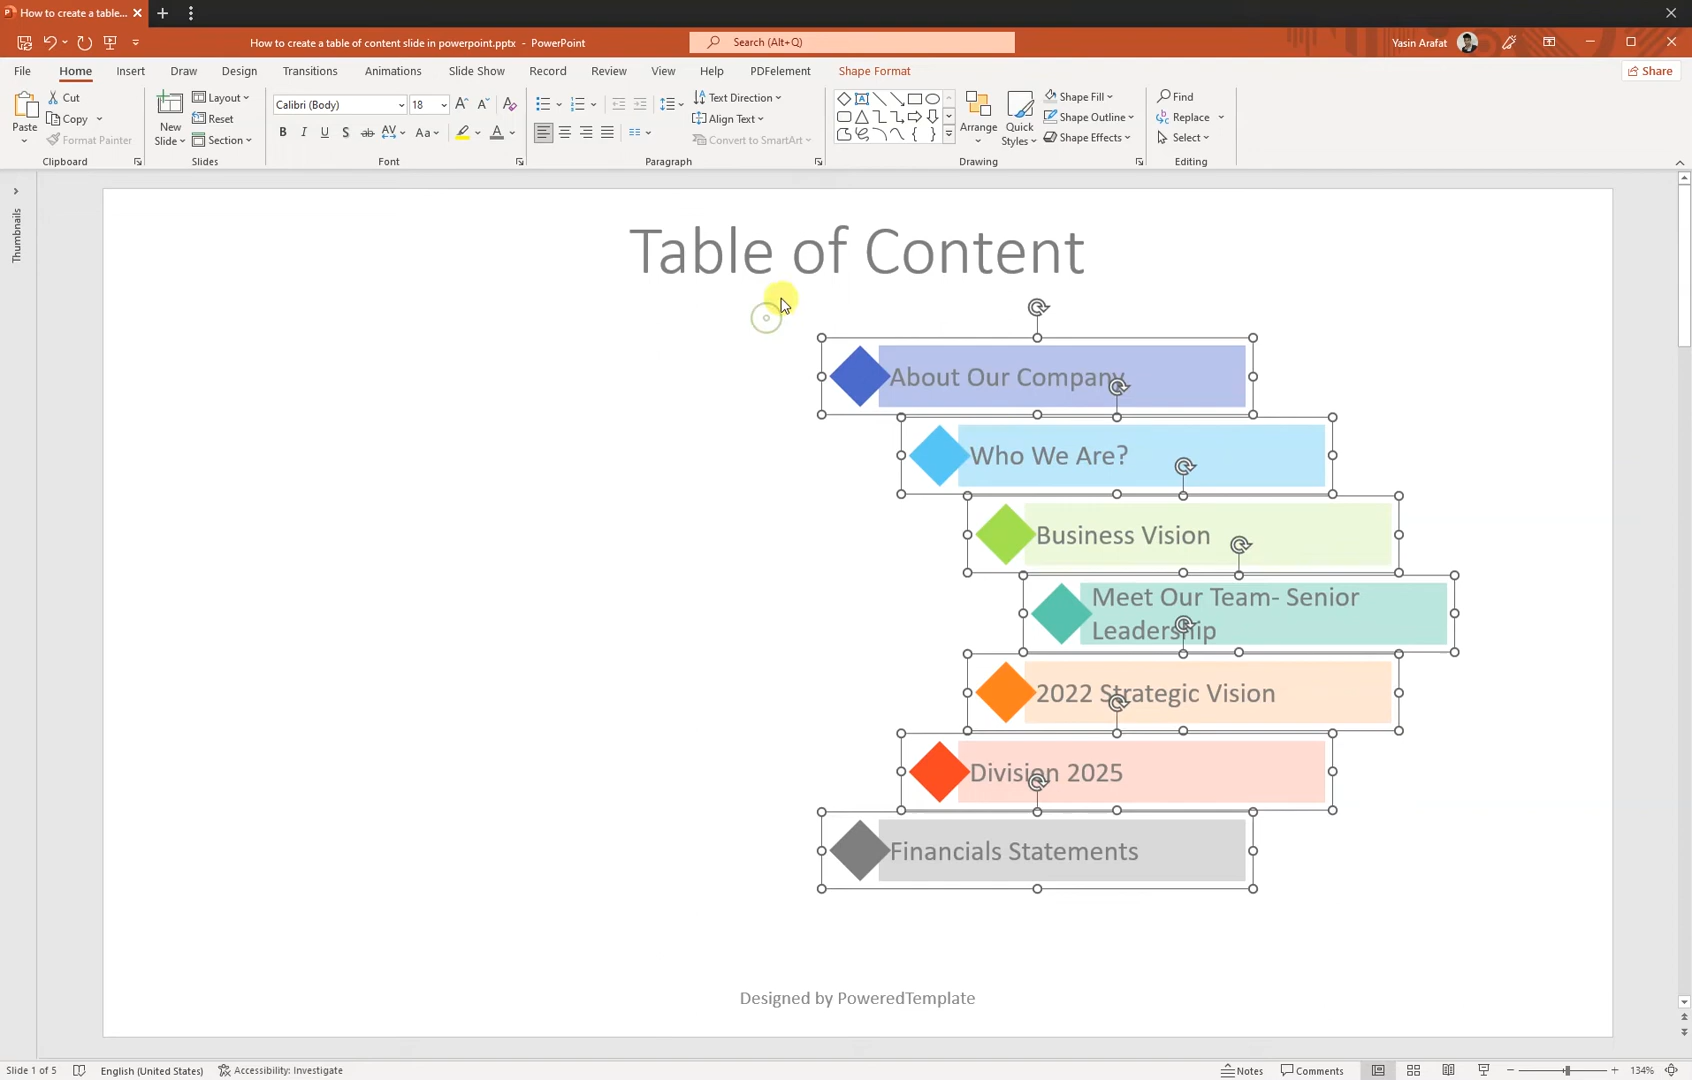 How to create a table...
How to create a table of content slide in powerpoint.pptx - PowerPoint
Search (Alt+Q)
Yasin Arafat
File Home Insert Draw Design Transitions Animations Slide Show Record Review View Help PDFelement Shape Format Share
Paste
Cut
Copy
Format Painter
Clipboard
New
Slide
Layout
Reset
Section
Slides
Calibri (Body) 18
Font
Text Direction
Align Text
Convert to SmartArt
Paragraph
Arrange
Quick
Styles
Shape Fill
Shape Outline
Shape Effects
Drawing
Find
Replace
Select
Editing
Thumbnails
Table of Content
About Our Company
Who We Are?
Business Vision
Meet Our Team- Senior
Leadership
2022 Strategic Vision
Division 2025
Financials Statements
Designed by PoweredTemplate
Slide 1 of 5 English (United States) Accessibility: Investigate Notes Comments 134%